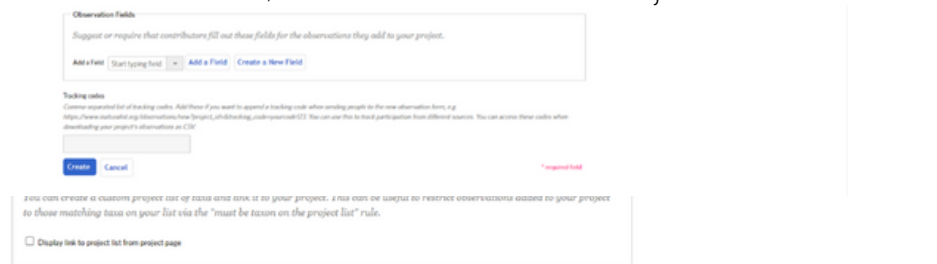 Observation Fields
Suggest or require that contributors fill out these fields for the observations they add to your project.
Add a Field Start typing field Add a Field Create a New Field
Tracking codes
Comma-separated list of tracking codes. Add these if you want to append a tracking code when sending people to the new observation form, e.g.
You can use this to track participation from different sources. You can access these codes when
downloading your project's observations as CSV
Create Cancel * required field
You can create a custom project list of taxa and link it to your project. This can be useful to restrict observations added to your project
to those matching taxa on your list via the "must be taxon on the project list" rule.
Display link to project list from project page